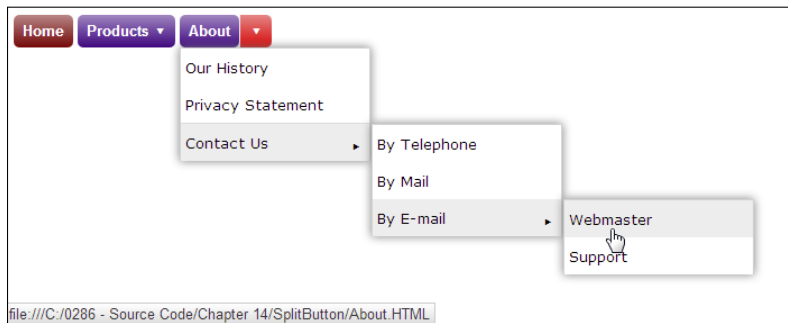 Home Products ▼ About ▼
Our History
Privacy Statement
Contact Us ►
By Telephone
By Mail
By E-mail ►
Webmaster
Support
file:///C:/0286 - Source Code/Chapter 14/SplitButton/About.HTML